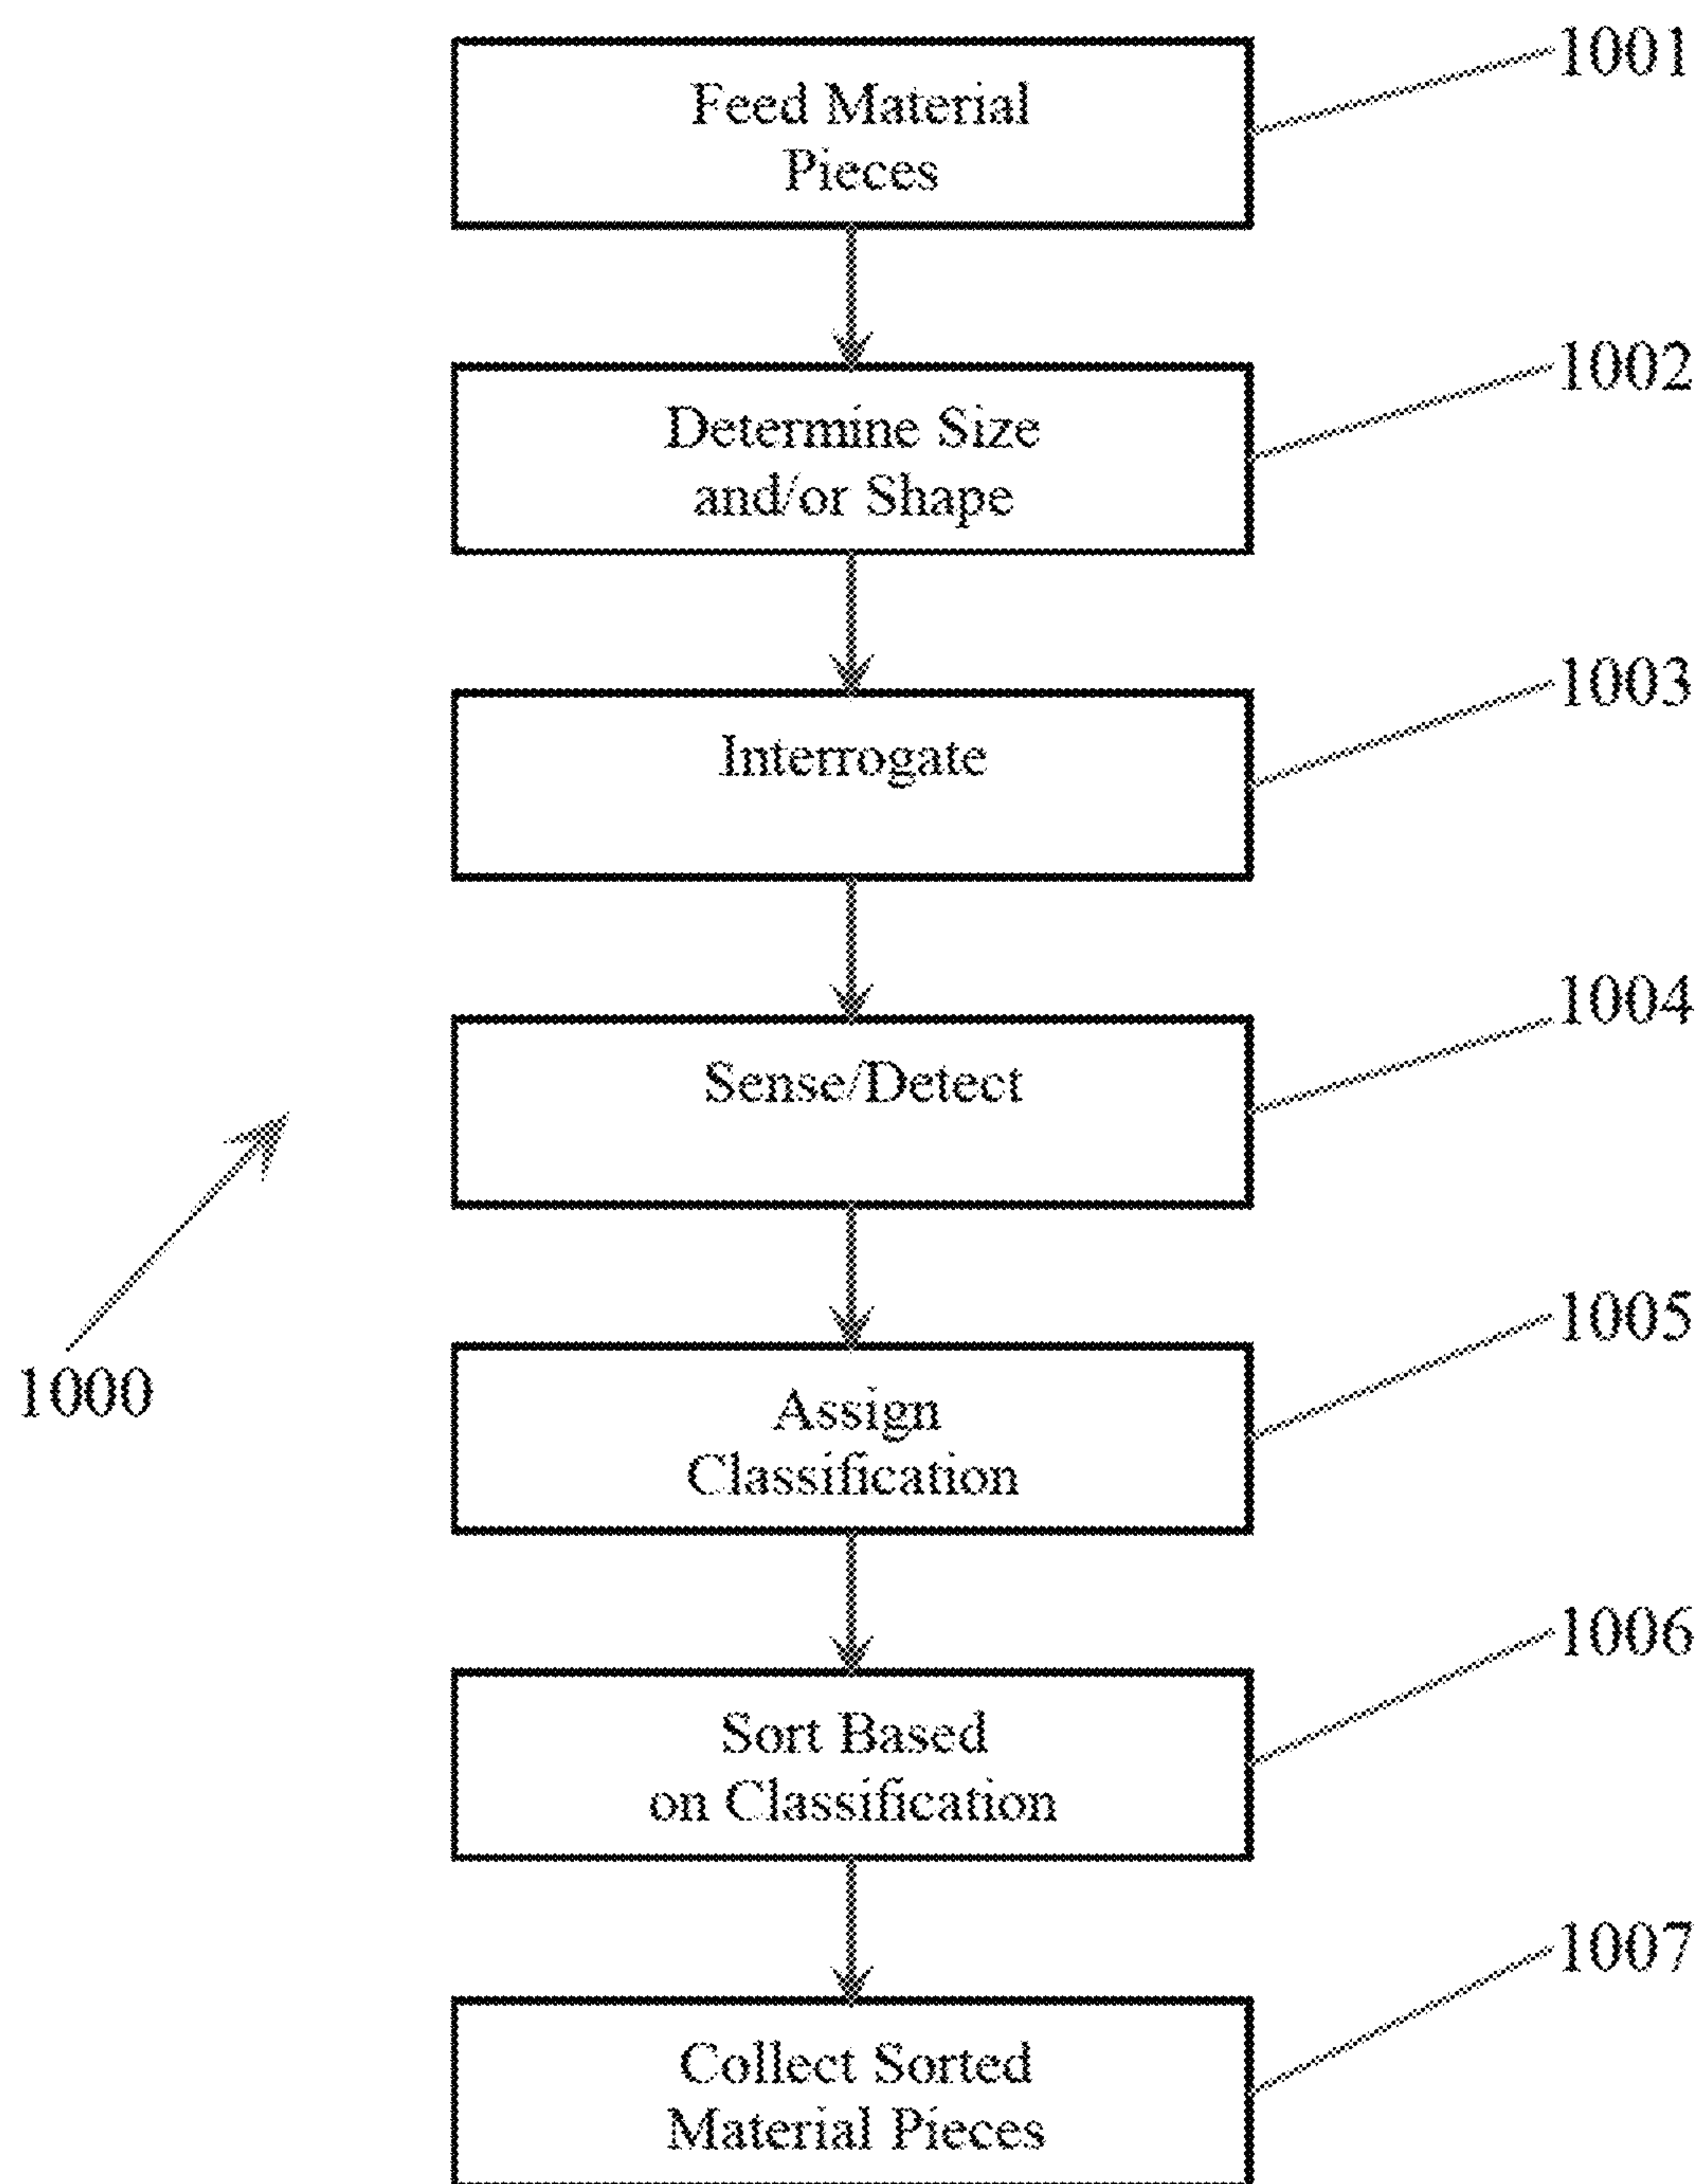 Feed Material
Pieces
1001
Determine Size
and/or Shape
1002
Interrogate
1003
Sense/Detect
1004
1000
Assign
Classification
1005
Sort Based
on Classification
1006
Collect Sorted
Material Pieces
1007